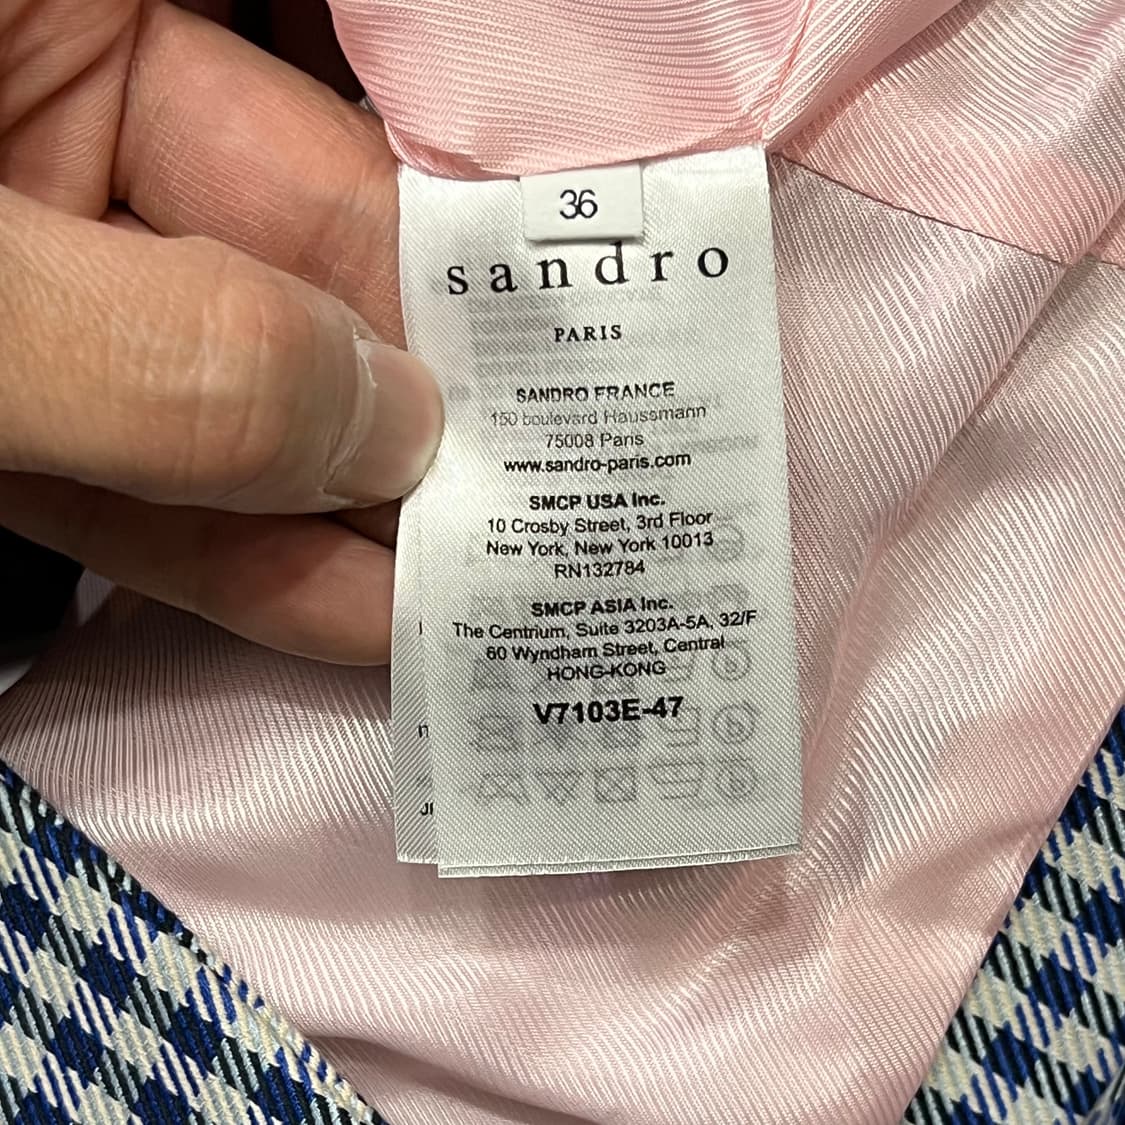 36
sandro
PARIS
SANDRO FRANCE
150 boulevard Haussmann
75008 Paris
www.sandro-paris.com
SMCP USA Inc.
10 Crosby Street, 3rd Floor
New York, New York 10013
RN132784
SMCP ASIA Inc.
The Centrium, Suite 3203A-5A, 32/F
60 Wyndham Street, Central
HONG-KONG
V7103E-47